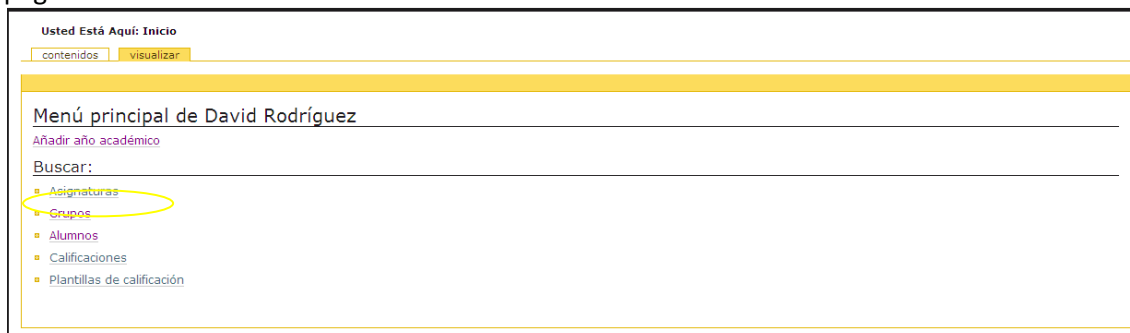 Usted Está Aquí: Inicio
contenidos visualizar
Menú principal de David Rodríguez
Añadir año académico
Buscar:
Asignaturas
Grupos
Alumnos
Calificaciones
Plantillas de calificación